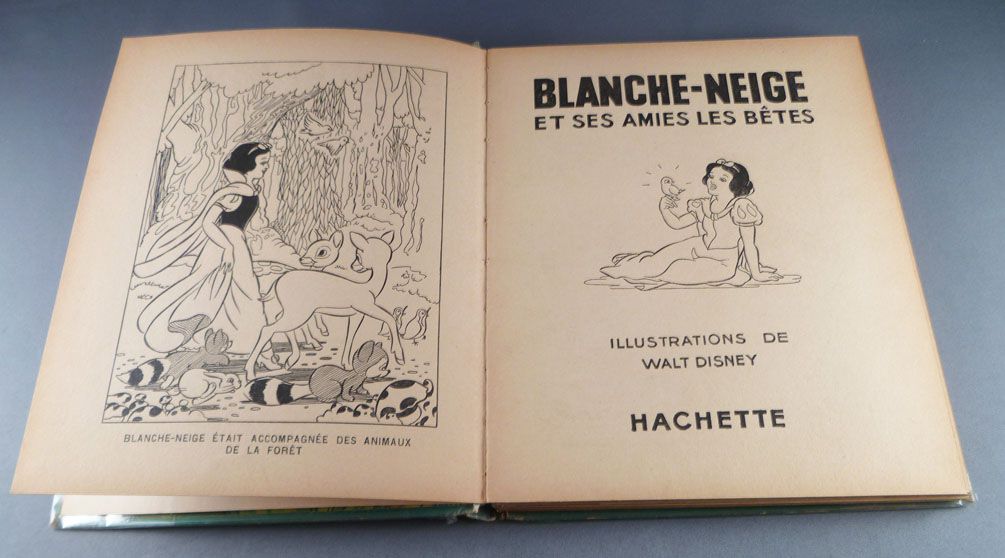 BLANCHE-NEIGE ÉTAIT ACCOMPAGNÉE DES ANIMAUX
DE LA FORÊT
BLANCHE-NEIGE
ET SES AMIES LES BÊTES
ILLUSTRATIONS DE
WALT DISNEY
HACHETTE